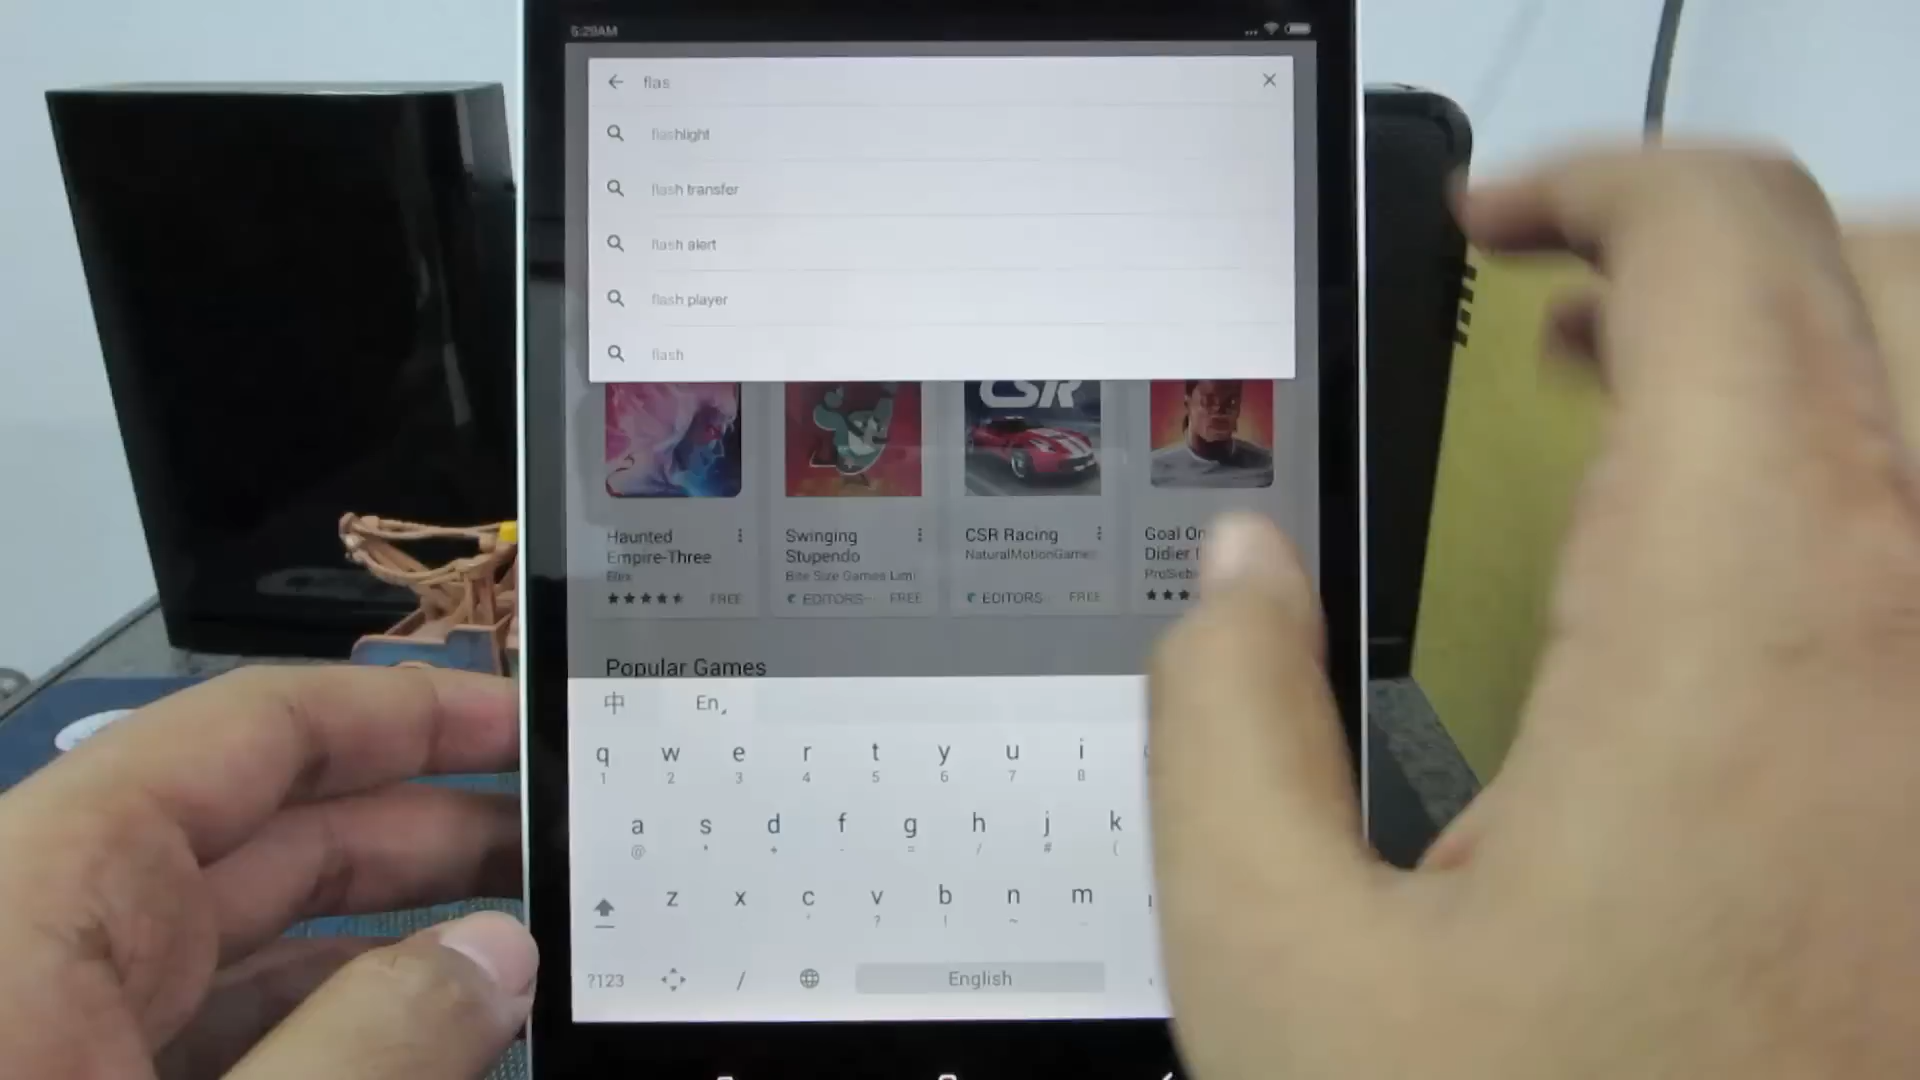 5:29AM
flas
flashlight
flash transfer
flash alert
flash player
flash
CSR
Haunted
Empire-Three
Elex
FREE
Swinging
Stupendo
Bite Size Games Limi
EDITORS... FREE
CSR Racing
NaturalMotionGame
EDITORS FREE
Goal On
Didier
ProSieb
Popular Games
中 En
q w e r t y u i
1 2 3 4 5 6 7 8
a s d f g h j k
@ * + - = / # (
z x c v b n m
' ? ! ~
?123 / English